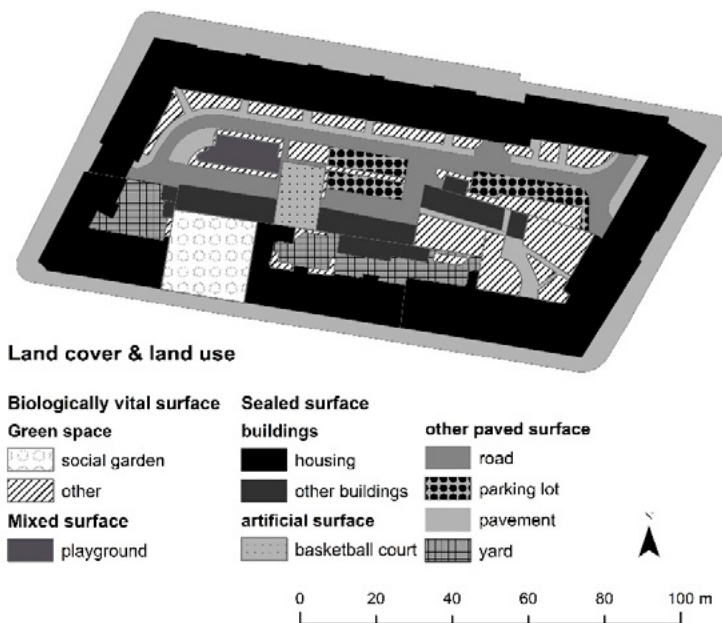 Land cover & land use
Biologically vital surface
Green space
social garden
other
Mixed surface
playground
Sealed surface
buildings
housing
other buildings
artificial surface
basketball court
other paved surface
road
parking lot
pavement
yard
N
0 20 40 60 80 100 m